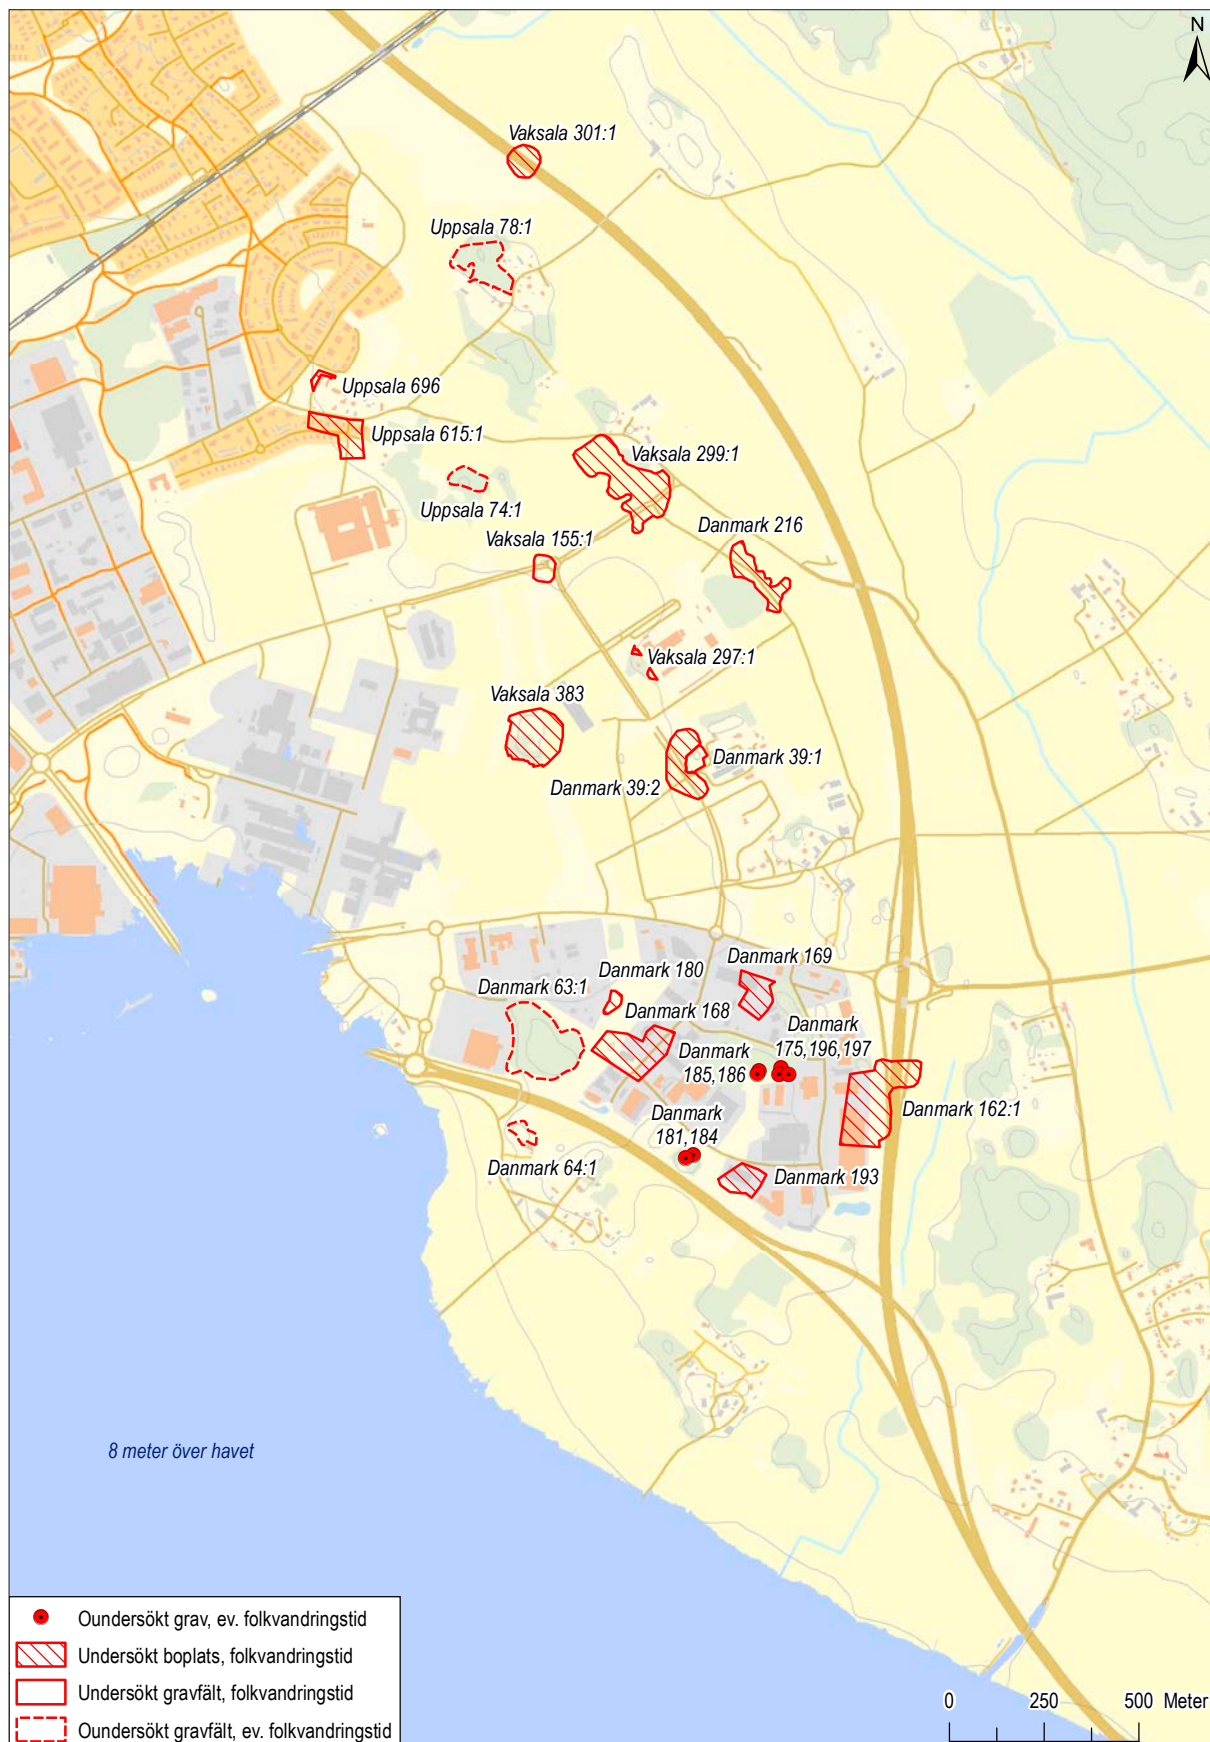 N
Vaksala 301:1
Uppsala 78:1
Uppsala 696
Uppsala 615:1
Vaksala 299:1
Uppsala 74:1
Danmark 216
Vaksala 155:1
Vaksala 297:1
Vaksala 383
Danmark 39:1
Danmark 39:2
Danmark 169
Danmark 180
Danmark 63:1
Danmark 168
Danmark
175,196,197
Danmark
185,186
Danmark 162:1
Danmark
181,184
Danmark 64:1
Danmark 193
8 meter över havet
Oundersökt grav, ev. folkvandringstid
Undersökt boplats, folkvandringstid
Undersökt gravfält, folkvandringstid
Oundersökt gravfält, ev. folkvandringstid
0 250 500 Meter